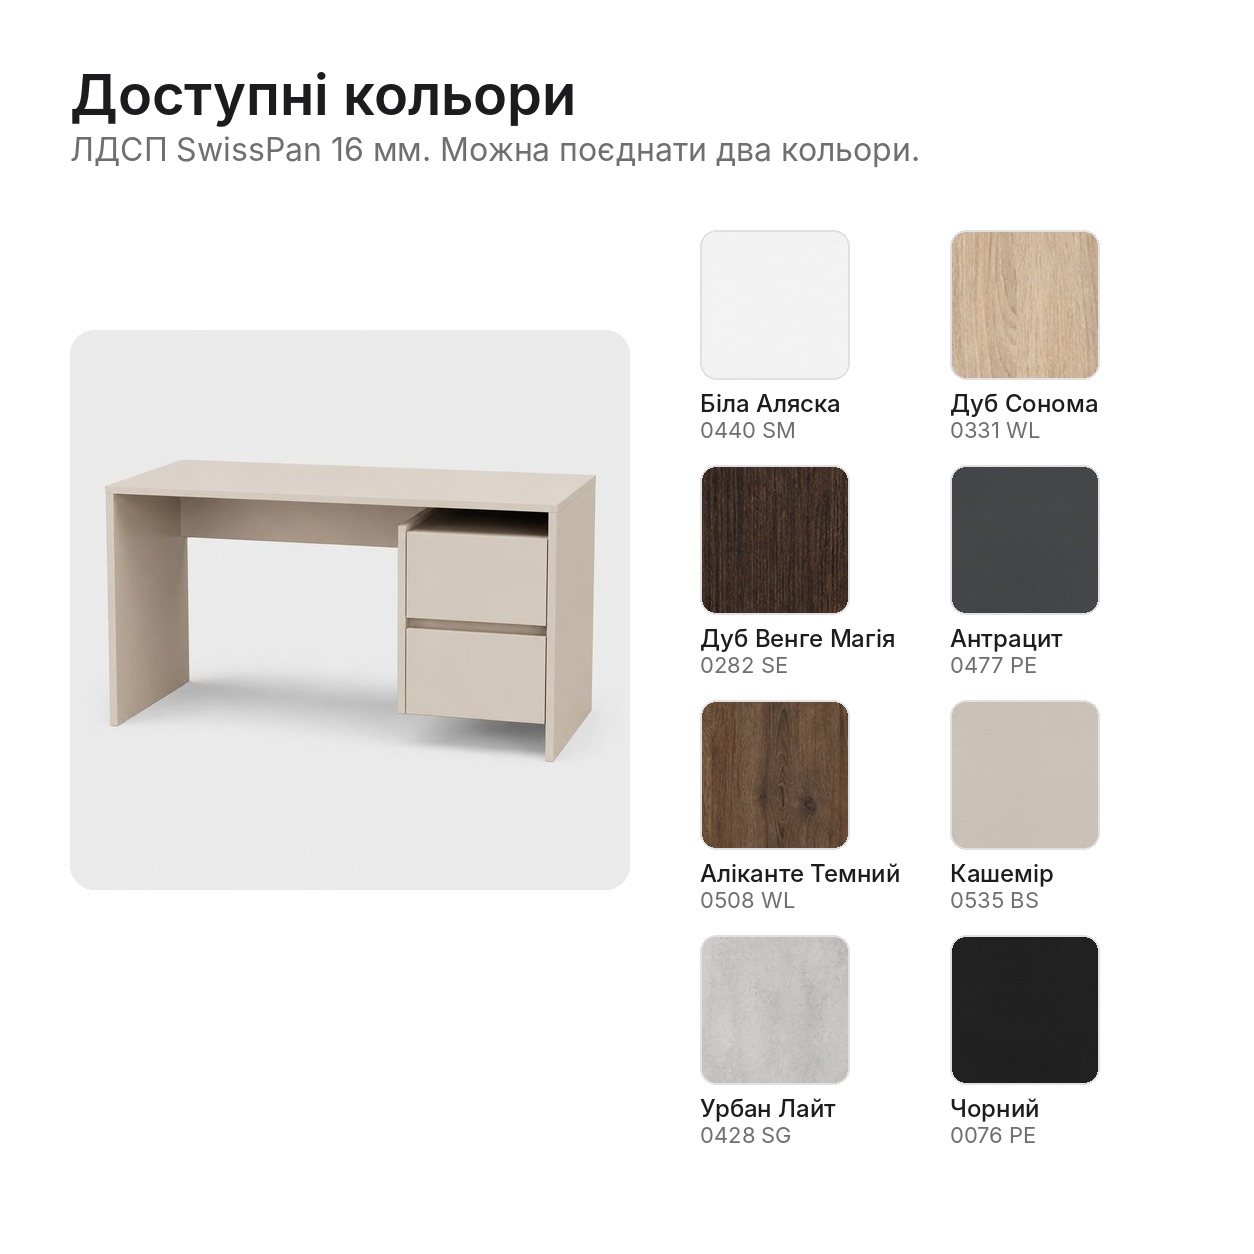 Доступні кольори
ЛДСП SwissPan 16 мм. Можна поєднати два кольори.
Біла Аляска
0440 SM
Дуб Сонома
0331 WL
Дуб Венге Магія
0282 SE
Антрацит
0477 PE
Аліканте Темний
0508 WL
Кашемір
0535 BS
Урбан Лайт
0428 SG
Чорний
0076 PE